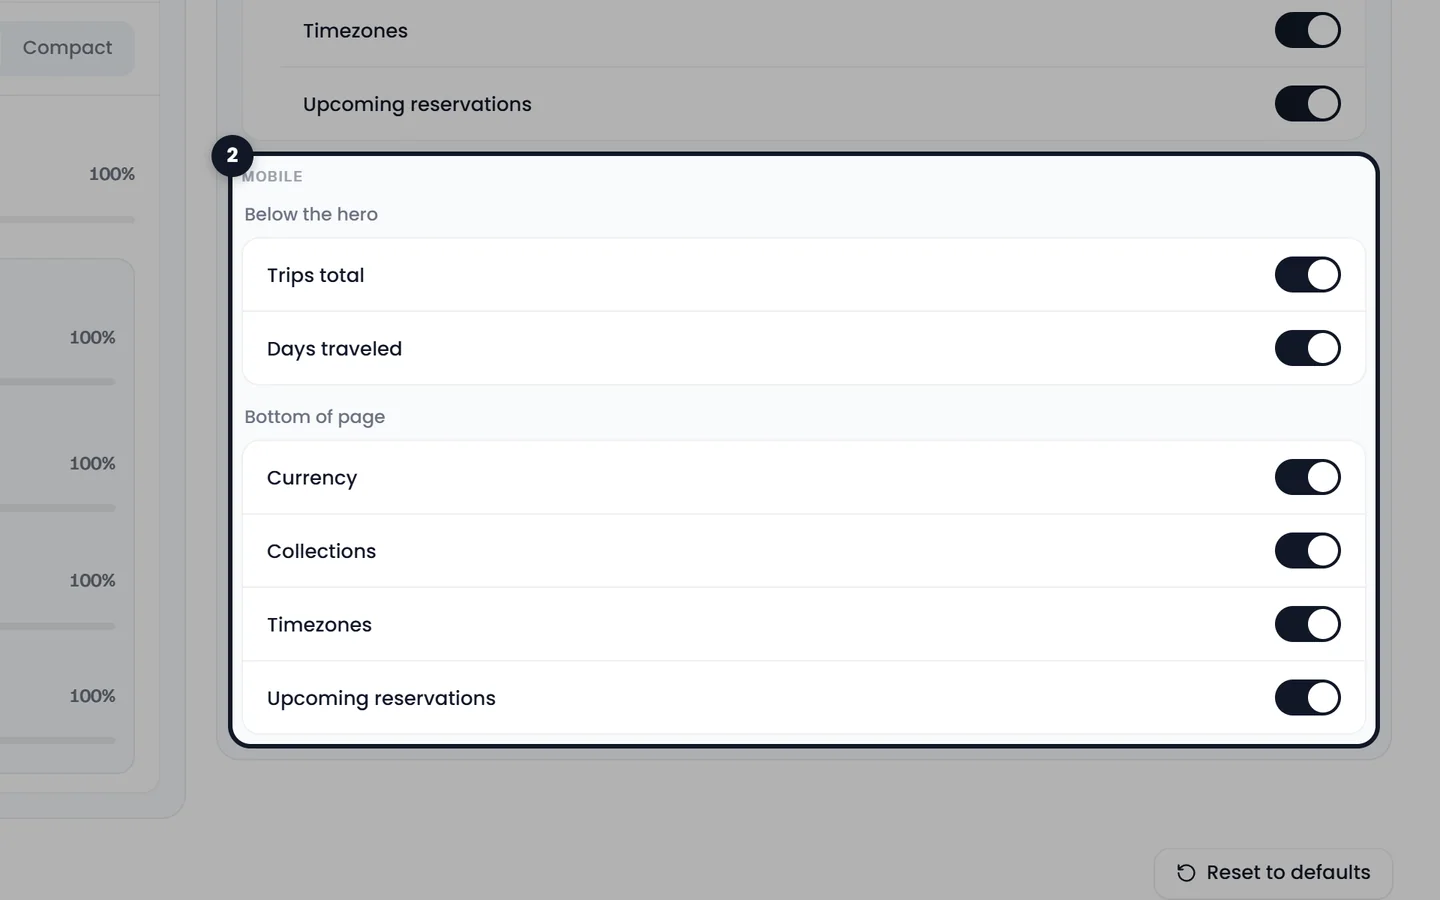 Compact
100%
100%
100%
100%
100%
Timezones
Upcoming reservations
2
MOBILE
Below the hero
Trips total
Days traveled
Bottom of page
Currency
Collections
Timezones
Upcoming reservations
Reset to defaults